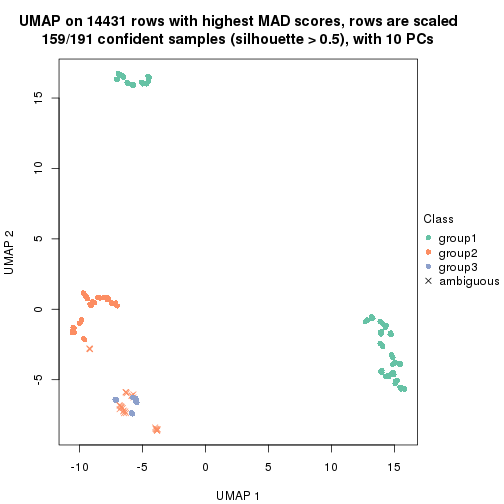 UMAP on 14431 rows with highest MAD scores, rows are scaled
159/191 confident samples (silhouette > 0.5), with 10 PCs
15
10
5
0
-5
UMAP 2
-10
-5
0
5
10
15
UMAP 1
Class
group1
group2
group3
ambiguous